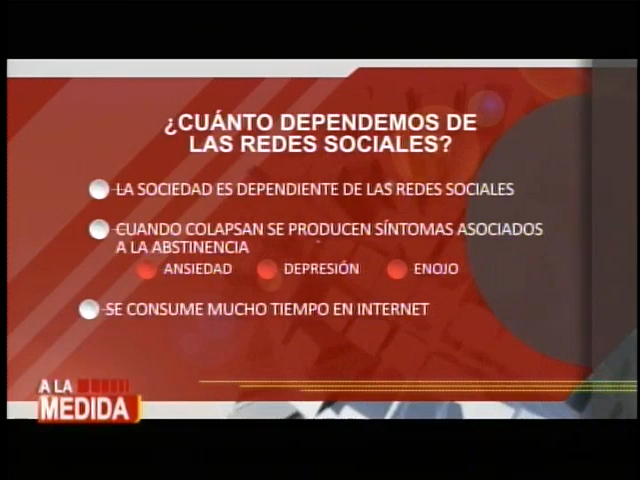 ¿CUÁNTO DEPENDEMOS DE
LAS REDES SOCIALES?
LA SOCIEDAD ES DEPENDIENTE DE LAS REDES SOCIALES
CUANDO COLAPSAN SE PRODUCEN SÍNTOMAS ASOCIADOS
A LA ABSTINENCIA
ANSIEDAD DEPRESIÓN ENOJO
SE CONSUME MUCHO TIEMPO EN INTERNET
A LA
MEDIDA